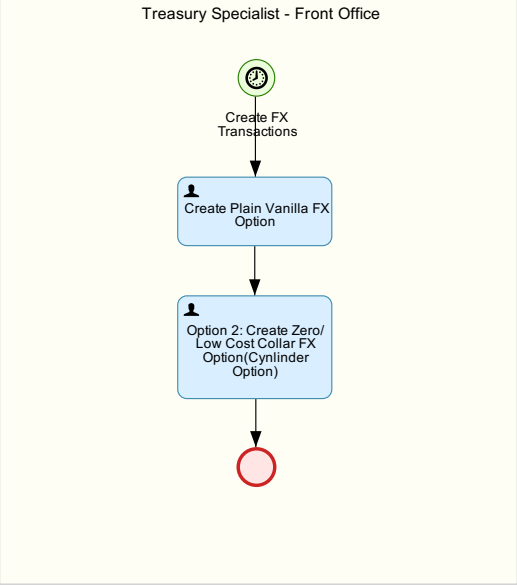 Treasury Specialist - Front Office
Create FX
Transactions
Create Plain Vanilla FX
Option
Option 2: Create Zero/
Low Cost Collar FX
Option(Cynlinder
Option)